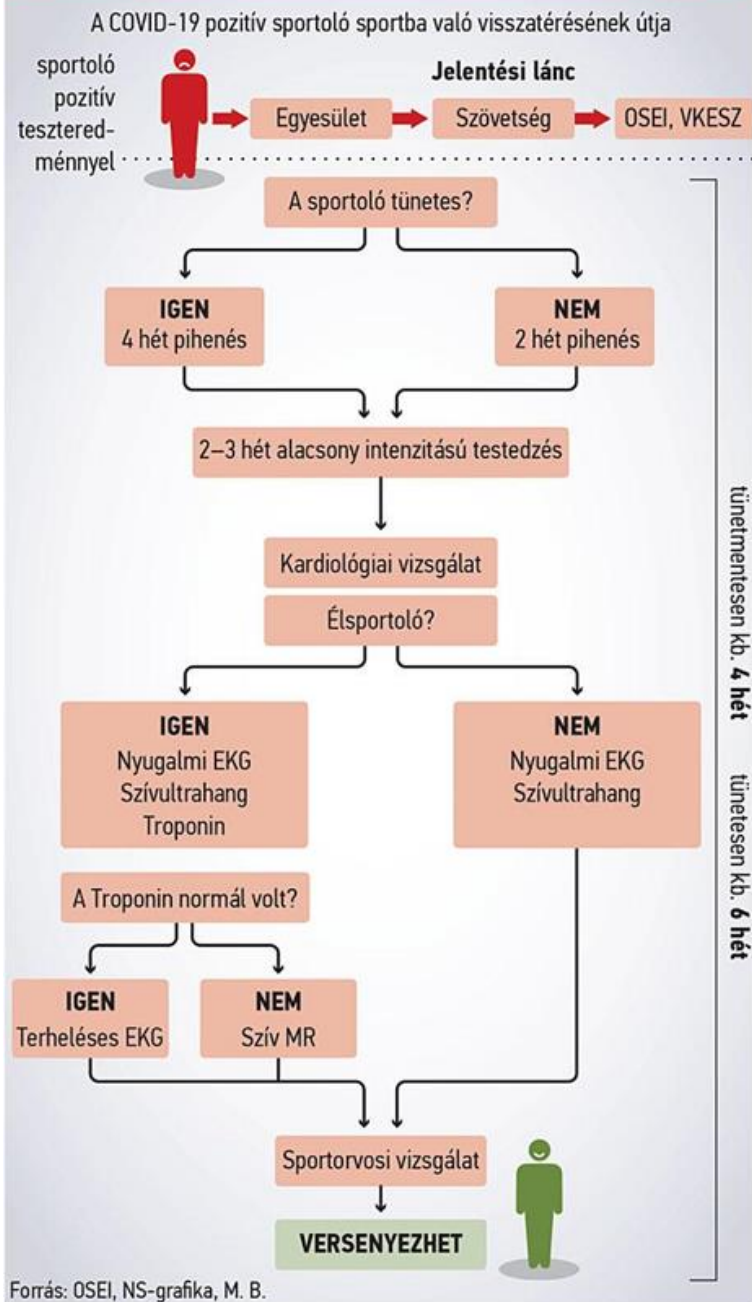 A COVID-19 pozitív sportoló sportba való visszatérésének útja
sportoló
pozitív
tesztered-
ménnyel
Jelentési lánc
Egyesület
Szövetség
OSEI, VKESZ
A sportoló tünetes?
IGEN
4 hét pihenés
NEM
2 hét pihenés
2–3 hét alacsony intenzitású testedzés
Kardiológiai vizsgálat
Élsportoló?
IGEN
Nyugalmi EKG
Szívultrahang
Troponin
NEM
Nyugalmi EKG
Szívultrahang
A Troponin normál volt?
IGEN
Terheléses EKG
NEM
Szív MR
Sportorvosi vizsgálat
VERSENYEZHET
tünetmentesen kb. 4 hét
tünetesen kb. 6 hét
Forrás: OSEI, NS-grafika, M. B.